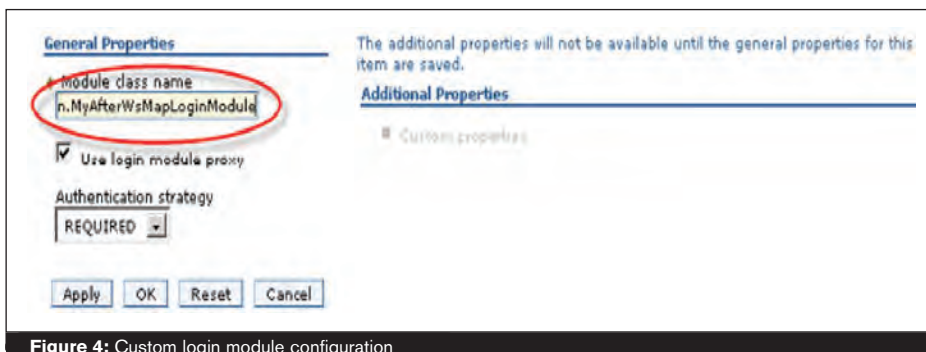 General Properties
Module class name
n.MyAfterWsMapLoginModule
Use login module proxy
Authentication strategy
REQUIRED
Apply OK Reset Cancel
The additional properties will not be available until the general properties for this
item are saved.
Additional Properties
Custom properties
Figure 4: Custom login module configuration